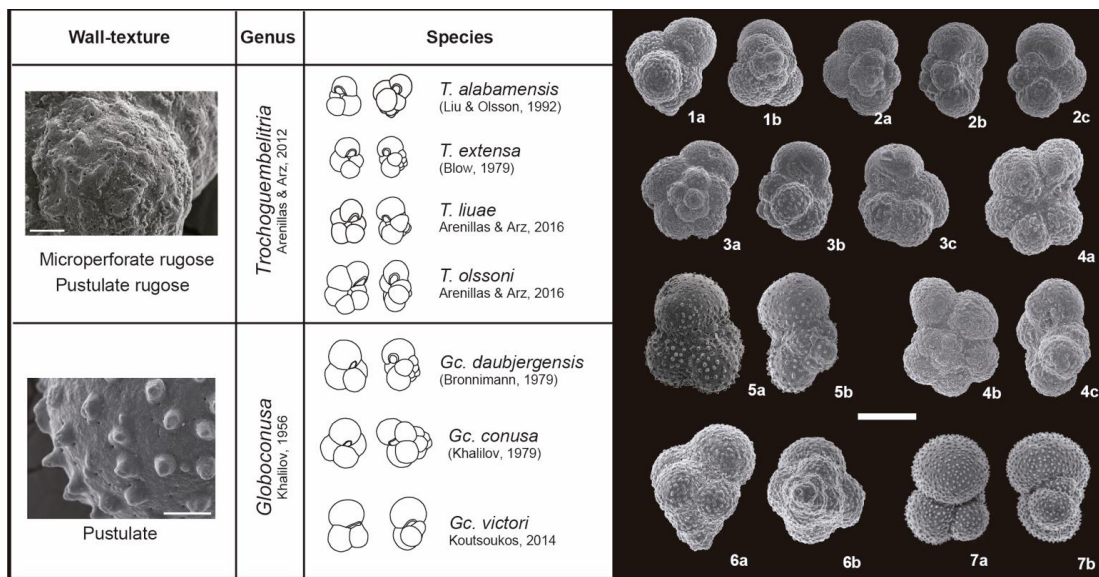 Wall-texture
Genus
Species
Microperforate rugose
Pustulate rugose
Trochoguembelitria
Arenillas & Arz, 2012
T. alabamensis
(Liu & Olsson, 1992)
T. extensa
(Blow, 1979)
T. liuae
Arenillas & Arz, 2016
T. olssoni
Arenillas & Arz, 2016
Pustulate
Globoconusa
Khalilov, 1956
Gc. daubjergensis
(Bronnimann, 1979)
Gc. conusa
(Khalilov, 1979)
Gc. victori
Koutsoukos, 2014
1a
1b
2a
2b
2c
3a
3b
3c
4a
5a
5b
4b
4c
6a
6b
7a
7b